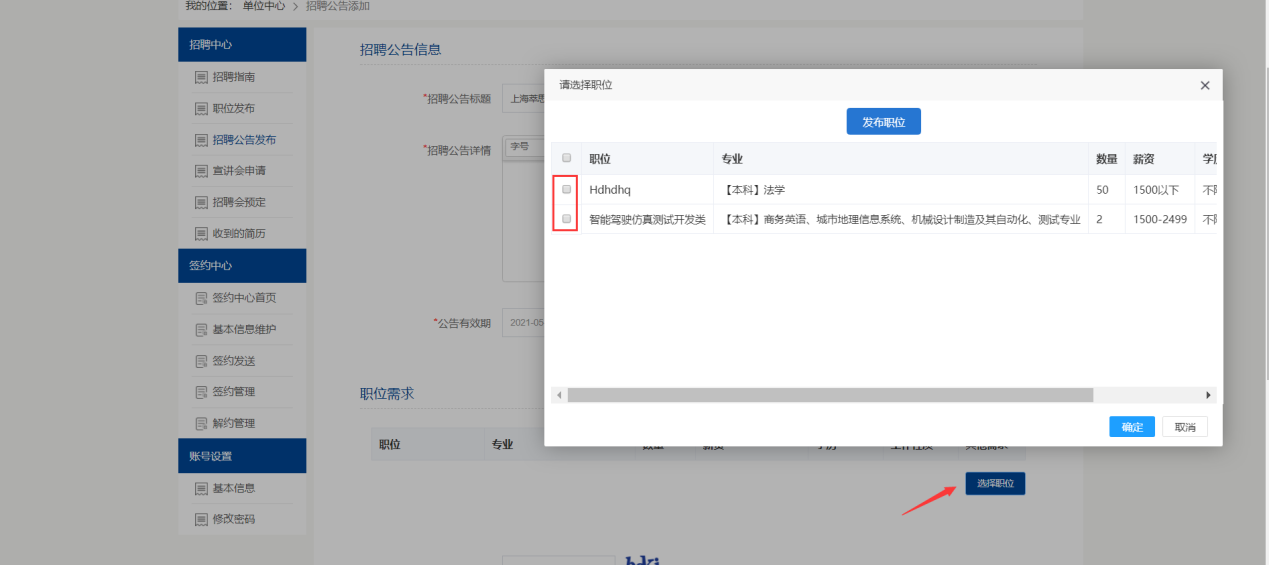 我的位置： 单位中心 > 招聘公告添加
招聘中心
招聘指南
职位发布
招聘公告发布
宣讲会申请
招聘会预定
收到的简历
签约中心
签约中心首页
基本信息维护
签约发送
签约管理
解约管理
账号设置
基本信息
修改密码
招聘公告信息
*招聘公告标题
*招聘公告详情 字号
*公告有效期 2021-05
职位需求
职位 专业
选择职位
请选择职位
发布职位
职位 专业 数量 薪资
Hdhdhq 【本科】法学 50 1500以下
智能驾驶仿真测试开发类 【本科】商务英语、城市地理信息系统、机械设计制造及其自动化、测试专业 2 1500-2499
确定 取消